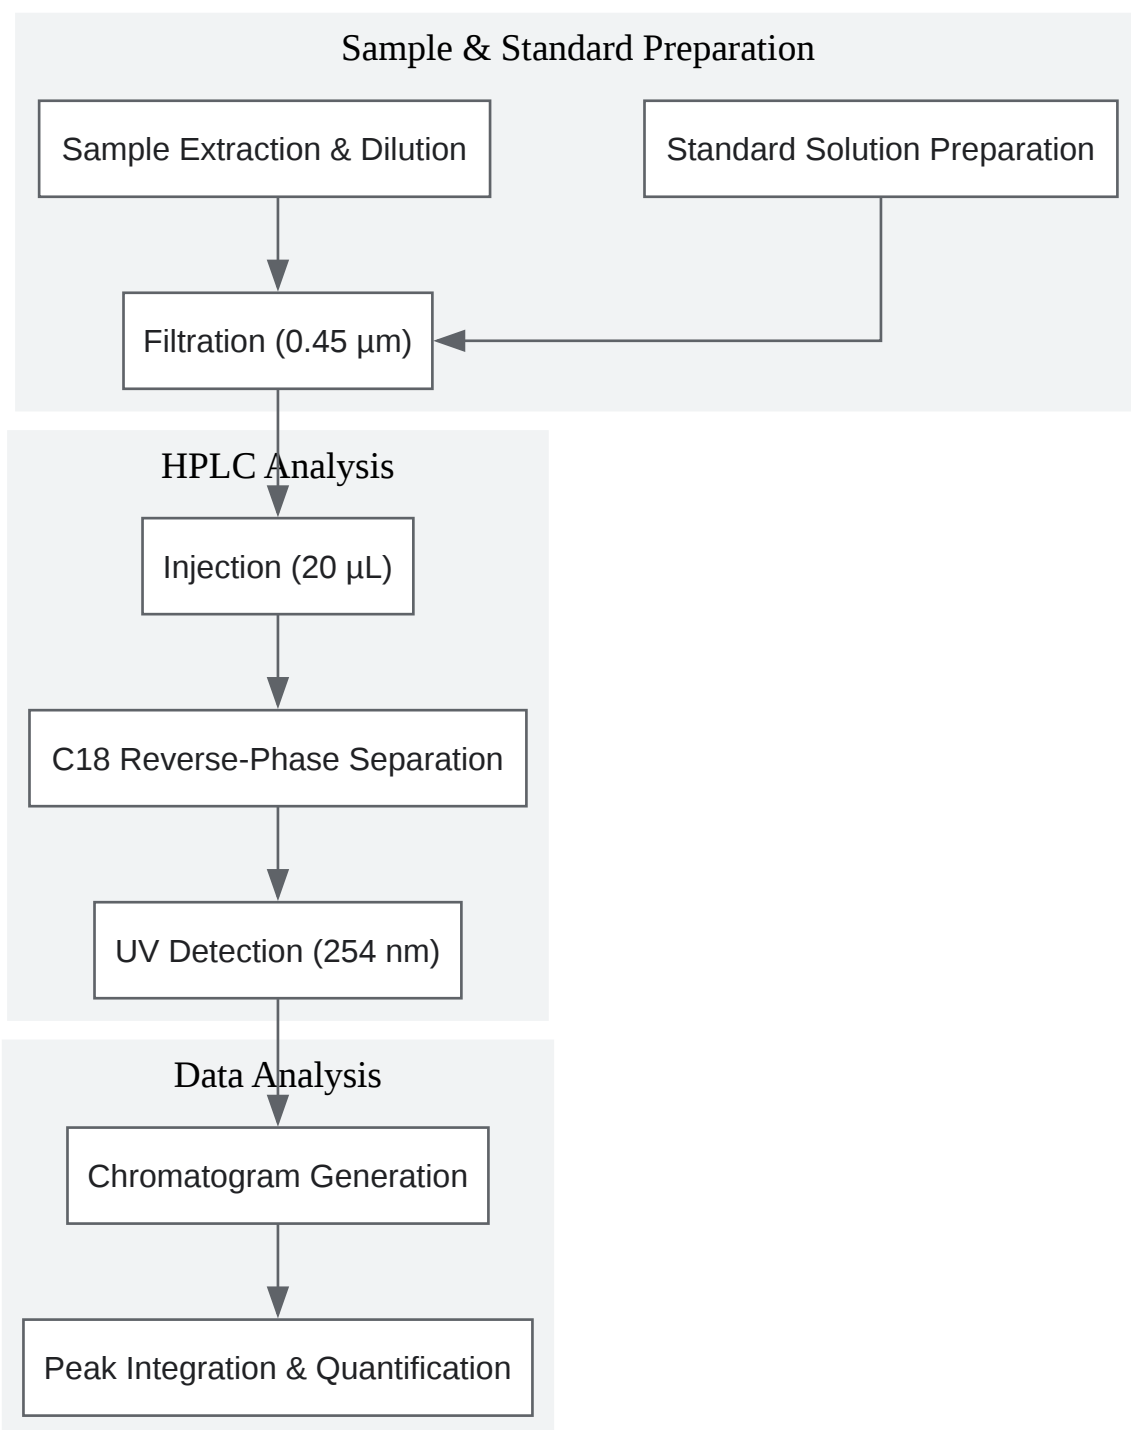 Sample & Standard Preparation
Sample Extraction & Dilution
Standard Solution Preparation
Filtration (0.45 µm)
HPLC Analysis
Injection (20 µL)
C18 Reverse-Phase Separation
UV Detection (254 nm)
Data Analysis
Chromatogram Generation
Peak Integration & Quantification